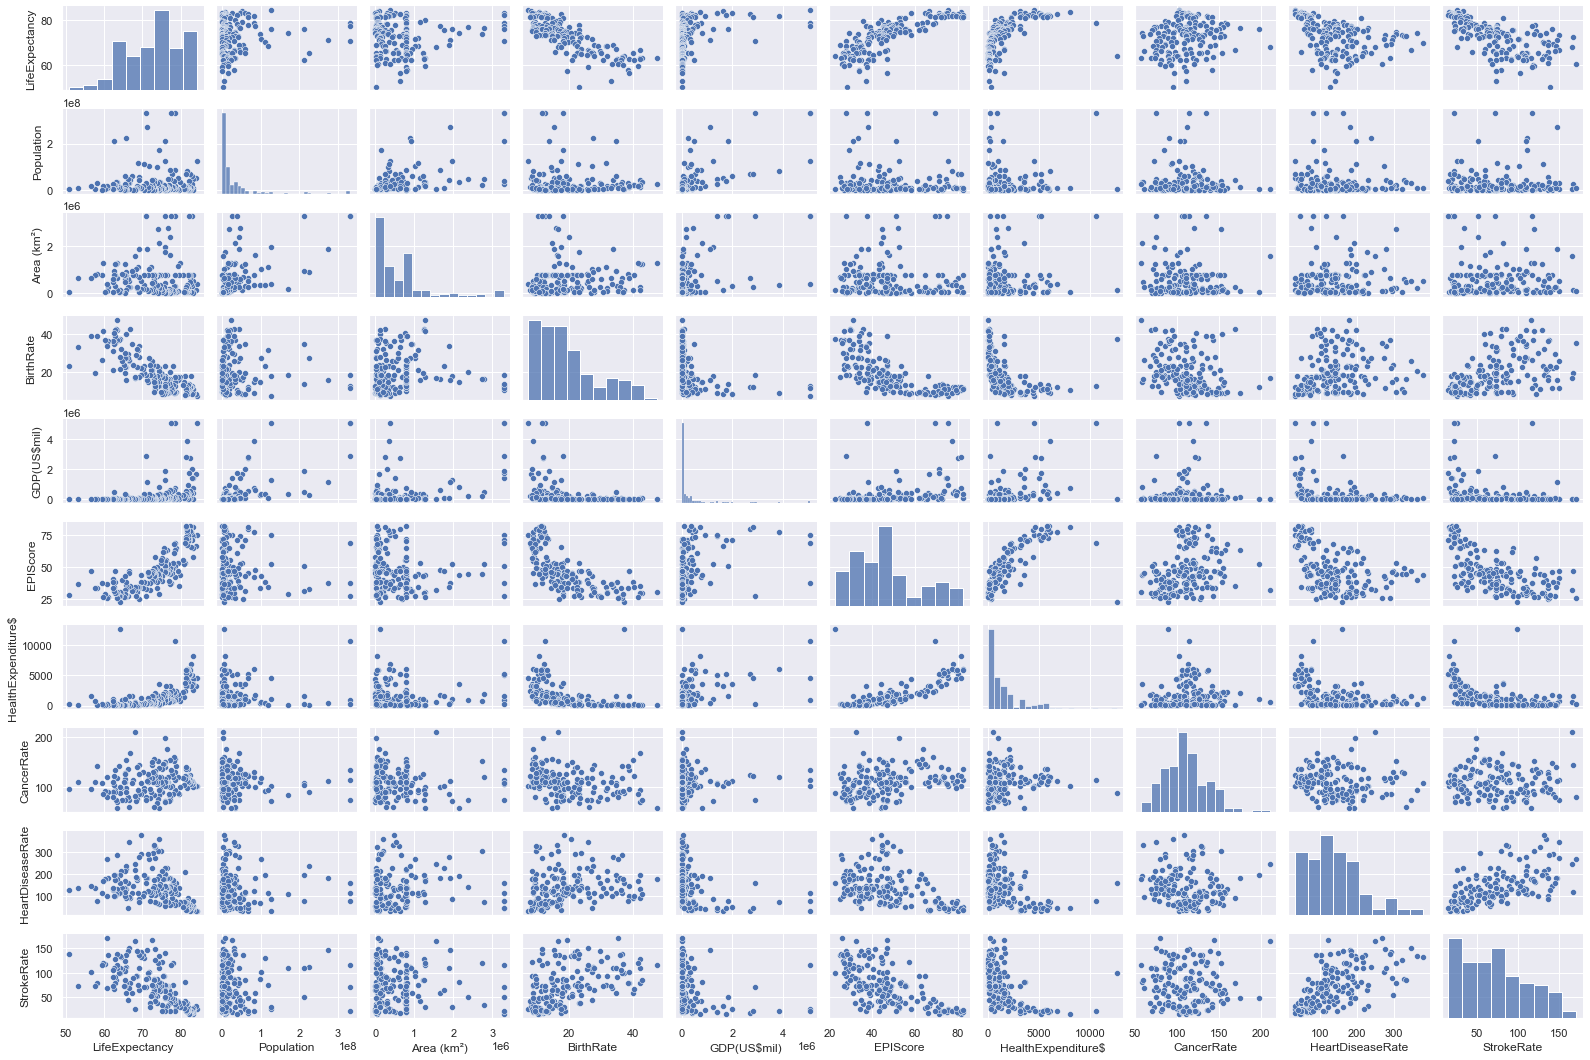 LifeExpectancy
80
60
1e8
Population
2
0
1e6
Area (km²)
2
0
BirthRate
40
20
1e6
GDP(US$mil)
4
2
0
EPIScore
75
50
25
HealthExpenditure$
10000
5000
0
CancerRate
200
100
HeartDiseaseRate
300
200
100
StrokeRate
150
100
50
50 60 70 80
LifeExpectancy
0 1 2 3
Population 1e8
0 1 2 3
Area (km²) 1e6
20 40
BirthRate
0 2 4
GDP(US$mil) 1e6
20 40 60 80
EPIScore
0 5000 10000
HealthExpenditure$
50 100 150 200
CancerRate
100 200 300
HeartDiseaseRate
50 100 150
StrokeRate